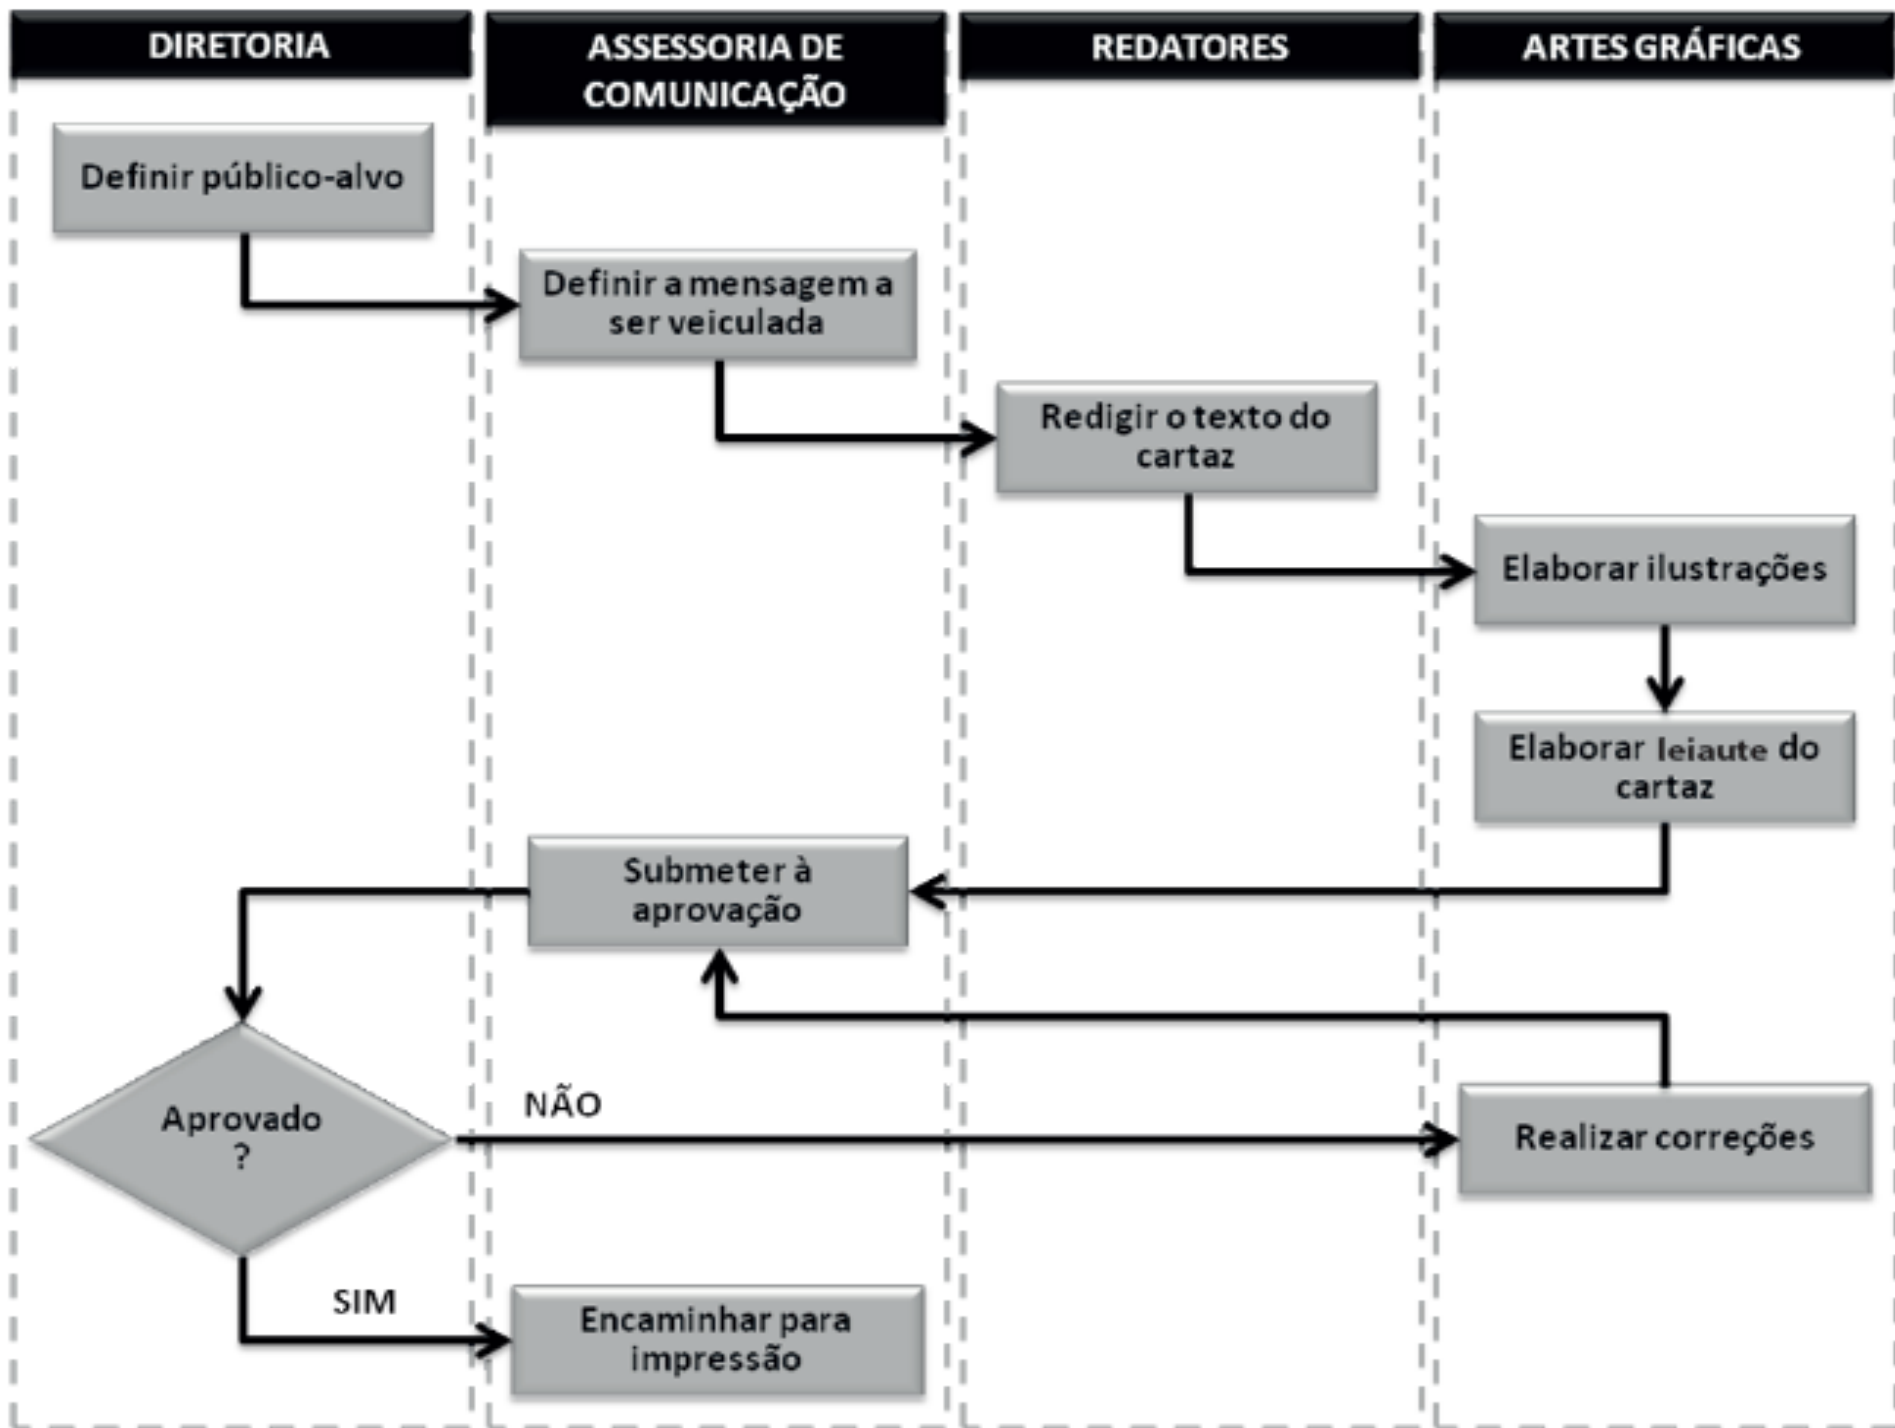 DIRETORIA
ASSESSORIA DE
COMUNICAÇÃO
REDATORES
ARTES GRÁFICAS
Definir público-alvo
Definir a mensagem a
ser veiculada
Redigir o texto do
cartaz
Elaborar ilustrações
Elaborar leiaute do
cartaz
Submeter à
aprovação
Aprovado
?
NÃO
Realizar correções
SIM
Encaminhar para
impressão